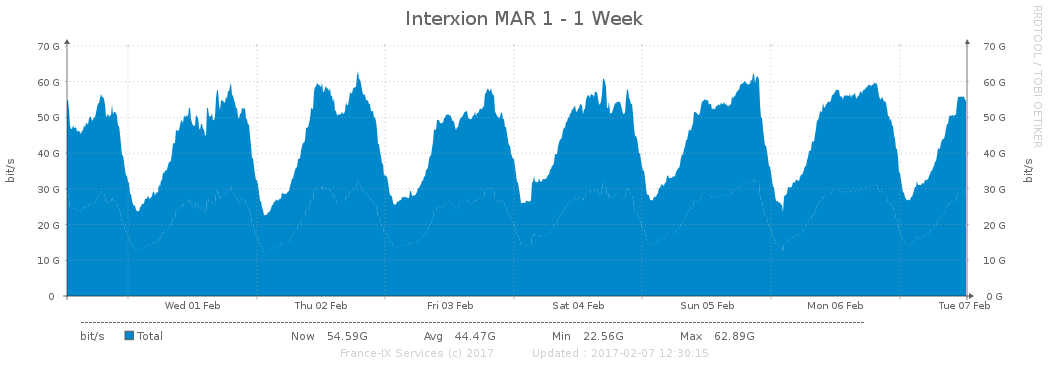 Interxion MAR 1 - 1 Week
RRDTOOL / TOBI OETIKER
70 G 70 G
60 G 60 G
50 G 50 G
40 G 40 G
30 G 30 G
20 G 20 G
10 G 10 G
0 0 G
bit/s
bit/s
Wed 01 Feb Thu 02 Feb Fri 03 Feb Sat 04 Feb Sun 05 Feb Mon 06 Feb Tue 07 Feb
bit/s Total Now 54.59G Avg 44.47G Min 22.56G Max 62.89G
France-IX Services (c) 2017 Updated : 2017-02-07 12:30:15